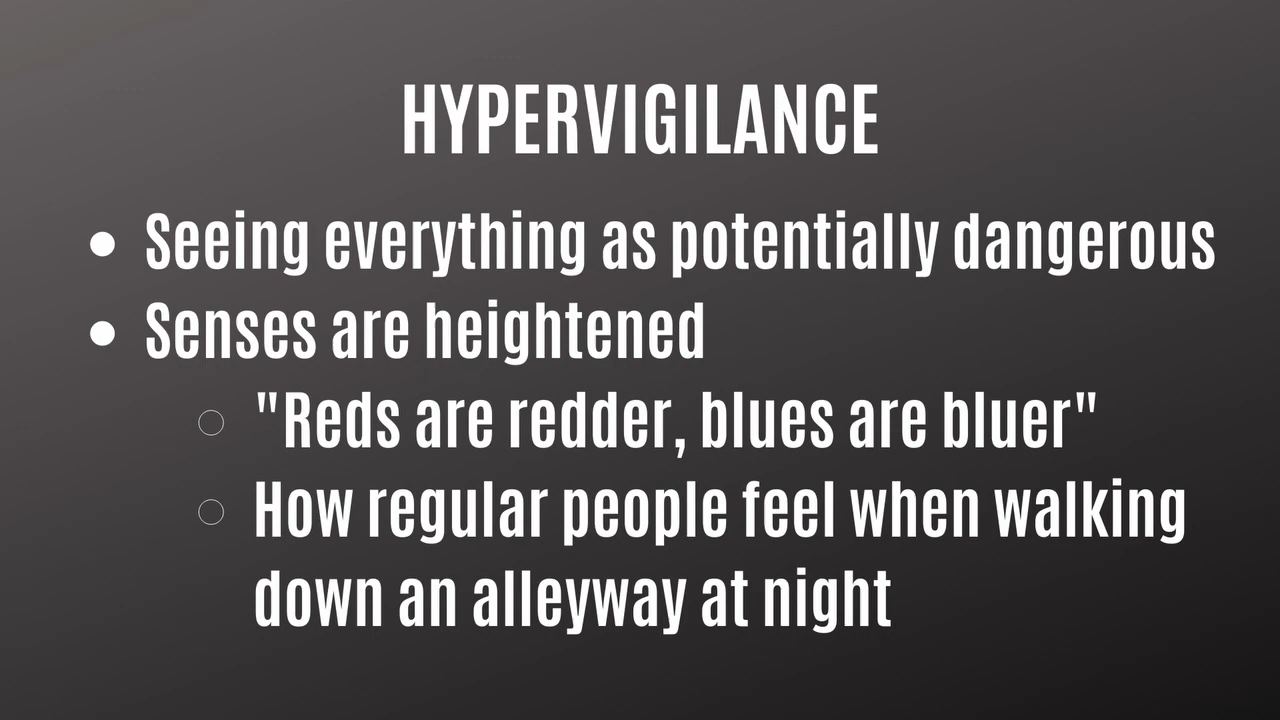 HYPERVIGILANCE
Seeing everything as potentially dangerous
Senses are heightened
"Reds are redder, blues are bluer"
How regular people feel when walking
down an alleyway at night